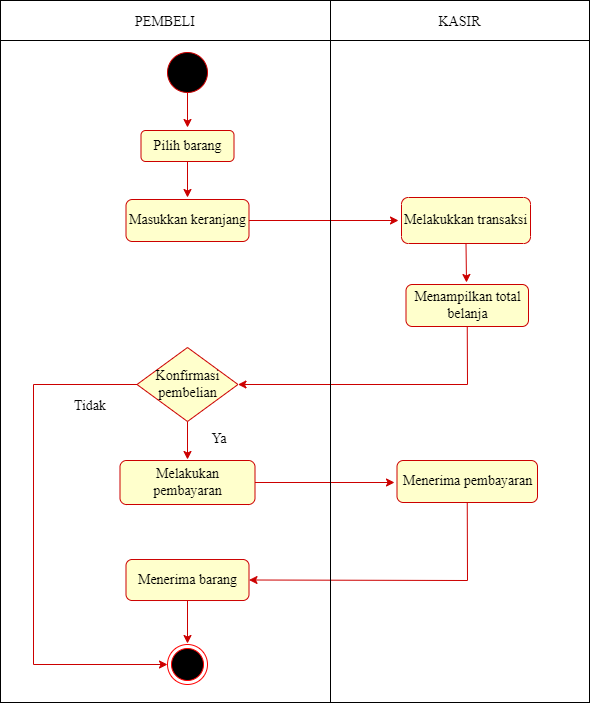 PEMBELI
KASIR
Pilih barang
Masukkan keranjang
Melakukkan transaksi
Menampilkan total
belanja
Konfirmasi
pembelian
Tidak
Ya
Melakukan
pembayaran
Menerima pembayaran
Menerima barang